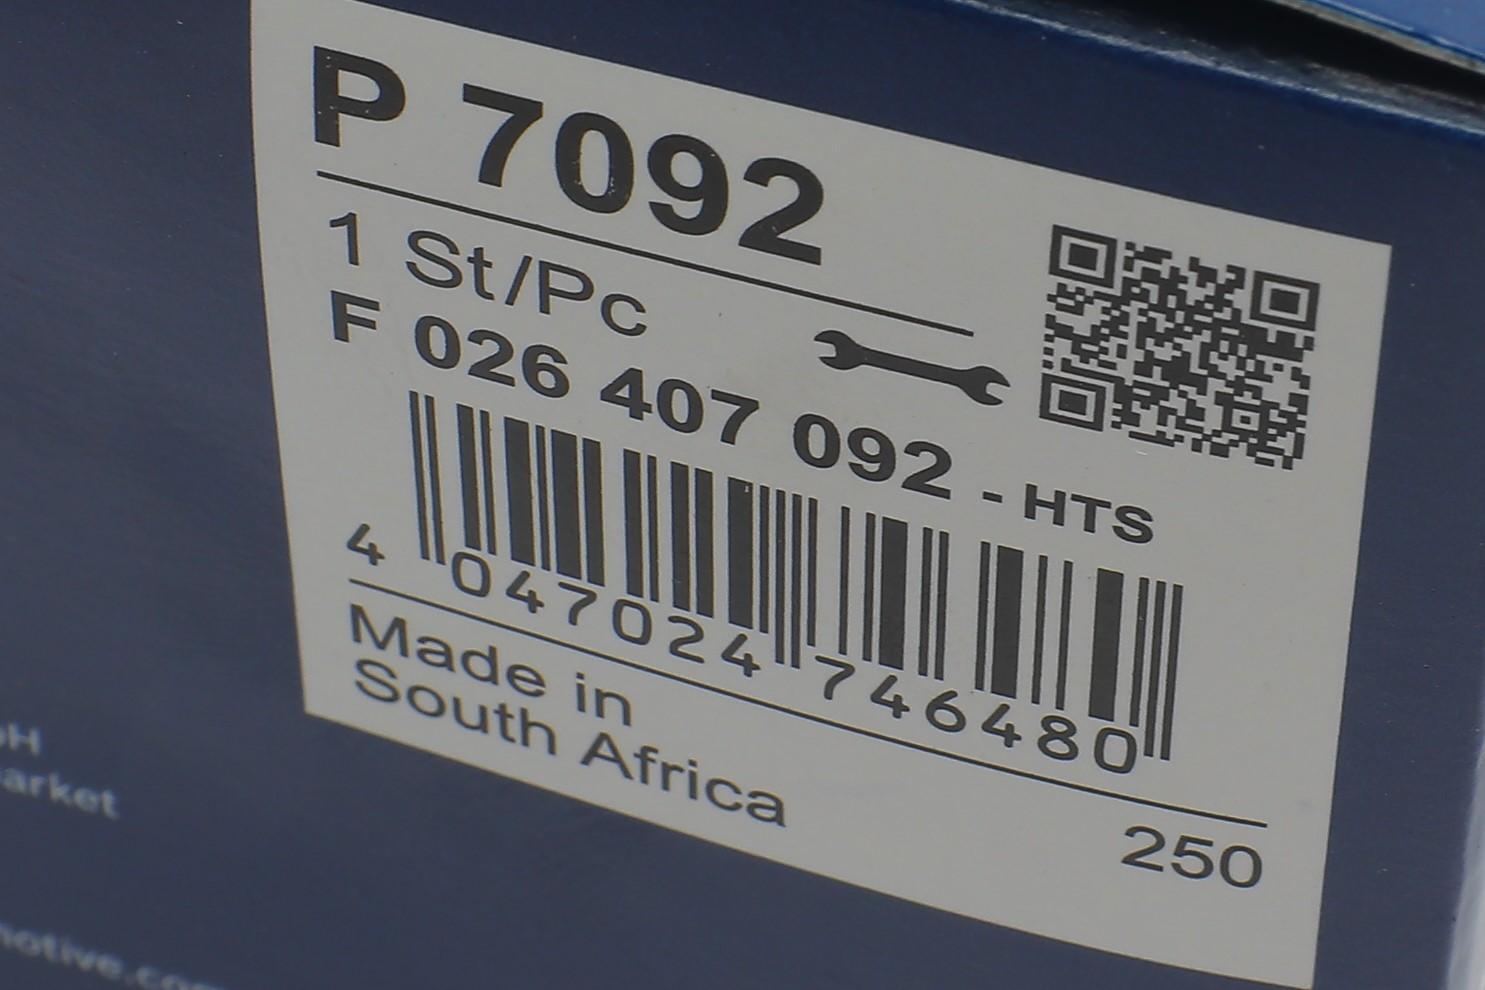 P 7092
1 St/Pc
F 026 407 092 - HTS
4 047024 746480
Made in
South Africa
250